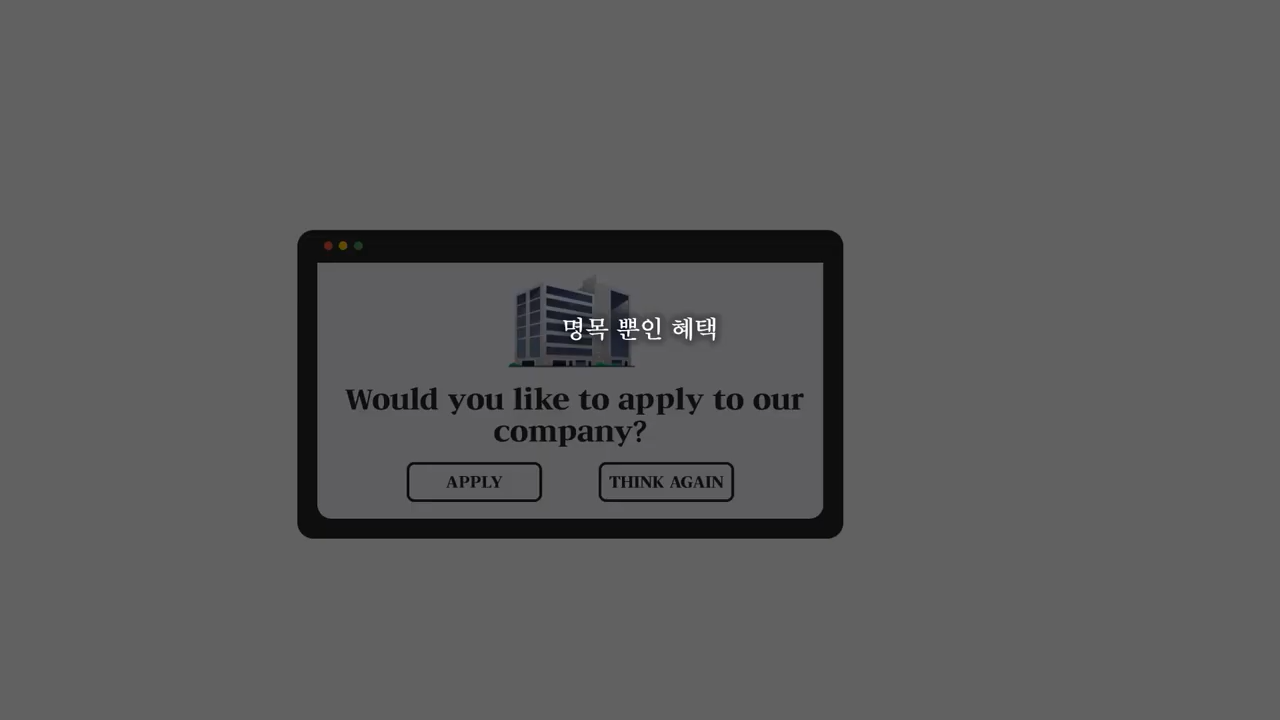 명목 뿐인 혜택
Would you like to apply to our
company?
APPLY
THINK AGAIN